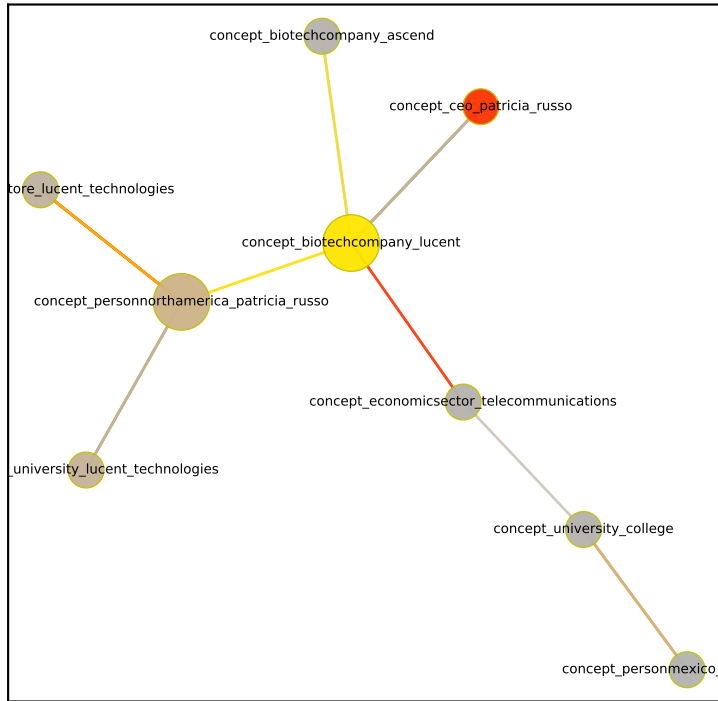 concept_biotechcompany_ascend
concept_ceo_patricia_russo
tore_lucent_technologies
concept_biotechcompany_lucent
concept_personnorthamerica_patricia_russo
concept_economicsector_telecommunications
_university_lucent_technologies
concept_university_college
concept_personmexico_